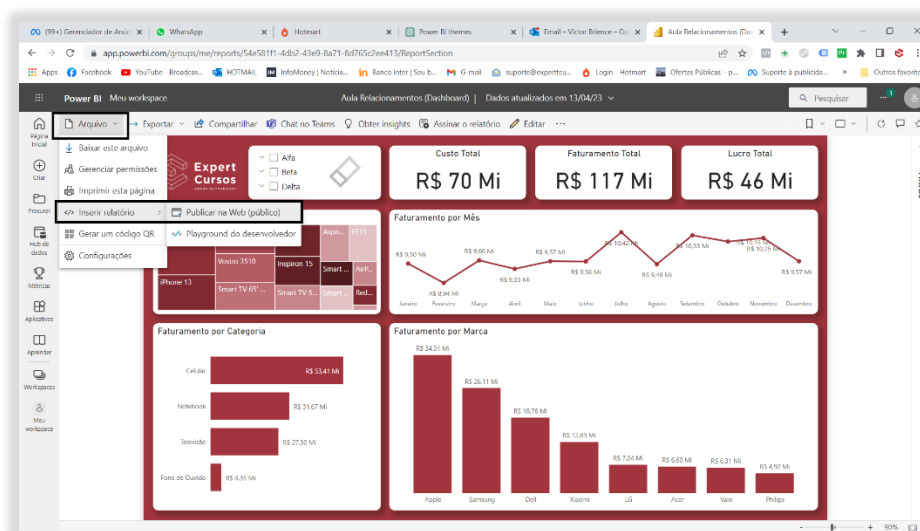 (99+) Gerenciador de Anún
WhatsApp
Hotmart
Power BI themes
Email – Victor Brience – Ou
Aula Relacionamentos (Das
app.powerbi.com/groups/me/reports/54e581f1-4db2-43e9-8a71-8d765c2ee413/ReportSection
Apps
Facebook
YouTube - Broadcas...
HOTMAIL
InfoMoney | Notícia...
Banco Inter | Seu b...
G mail
suporte@experttcu...
Login - Hotmart
Ofertas Públicas - p...
Suporte à publicida...
Outros favoritos
Power BI
Meu workspace
Aula Relacionamentos (Dashboard) | Dados atualizados em 13/04/23
Pesquisar
Página Inicial
Criar
Procurar
Hub de dados
Métricas
Aplicativos
Aprender
Workspaces
Meu workspace
Arquivo
Exportar
Compartilhar
Chat no Teams
Obter insights
Assinar o relatório
Editar
Baixar este arquivo
Gerenciar permissões
Imprimir esta página
Inserir relatório
Gerar um código QR
Configurações
Publicar na Web (público)
Playground do desenvolvedor
Expert
Cursos
Alfa
Beta
Delta
Custo Total
R$ 70 Mi
Faturamento Total
R$ 117 Mi
Lucro Total
R$ 46 Mi
iPhone 13
Vostro 3510
Smart TV 65' ...
Inspiron 15
Smart TV 5...
Aspir...
Smart ...
Smart ...
AirP...
Red...
Faturamento por Mês
R$ 9,30 Mi
R$ 8,94 Mi
R$ 9,60 Mi
R$ 9,35 Mi
R$ 9,57 Mi
R$ 9,56 Mi
R$ 10,42 Mi
R$ 9,49 Mi
R$ 10,33 Mi
R$ 10,15 Mi
R$ 10,25 Mi
R$ 9,57 Mi
Janeiro
Fevereiro
Março
Abril
Maio
Junho
Julho
Agosto
Setembro
Outubro
Novembro
Dezembro
Faturamento por Categoria
Celular
R$ 53,41 Mi
Notebook
R$ 31,67 Mi
Televisão
R$ 27,30 Mi
Fone de Ouvido
R$ 4,35 Mi
Faturamento por Marca
R$ 34,31 Mi
R$ 26,11 Mi
R$ 18,76 Mi
R$ 12,89 Mi
R$ 7,04 Mi
R$ 6,60 Mi
R$ 6,31 Mi
R$ 4,92 Mi
Apple
Samsung
Dell
Xiaomi
LG
Acer
Vaio
Philips
90%